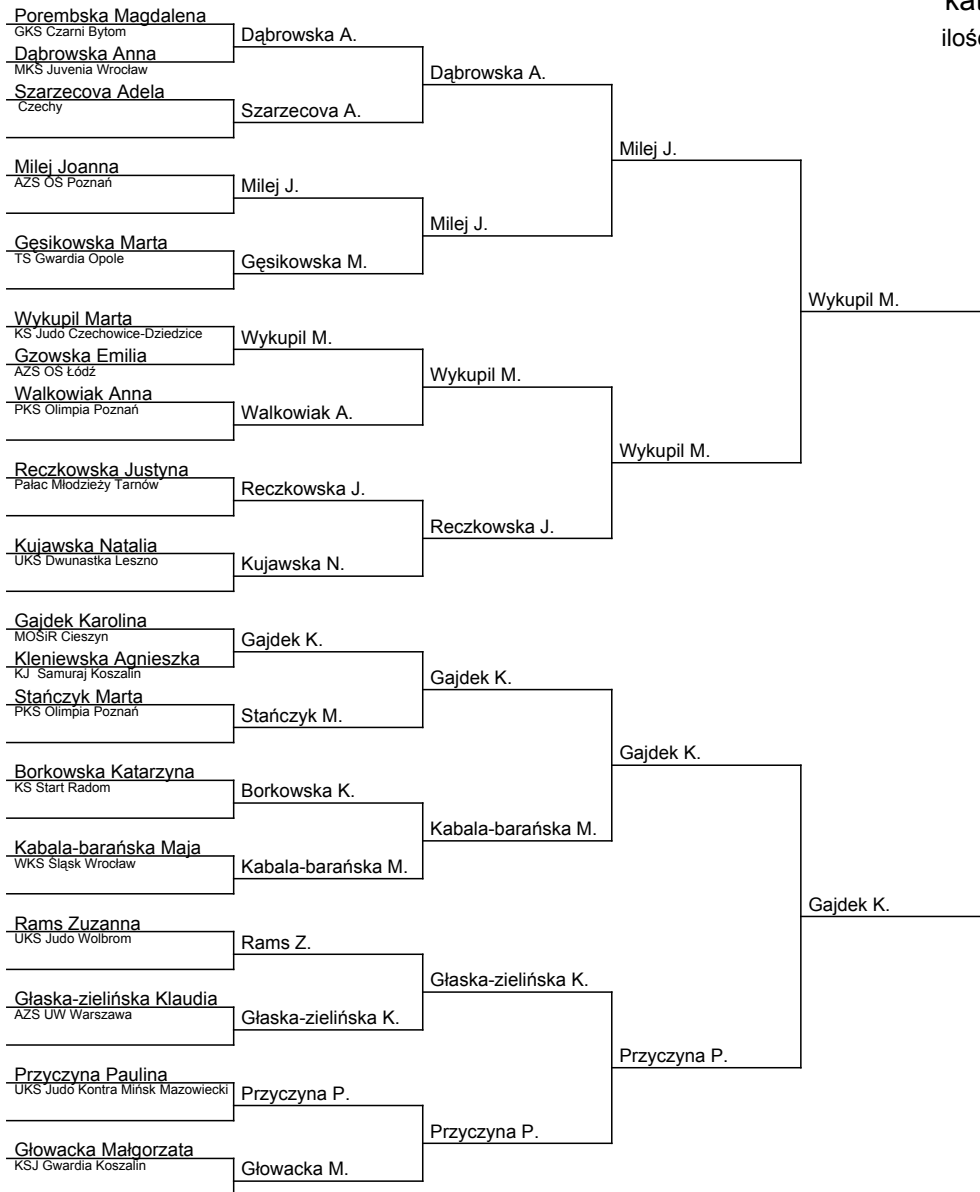 Porembska Magdalena
GKS Czarni Bytom
Dąbrowska Anna
MKS Juvenia Wrocław
Szarzecova Adela
Czechy
Milej Joanna
AZS OŚ Poznań
Gęsikowska Marta
TS Gwardia Opole
Wykupil Marta
KS Judo Czechowice-Dziedzice
Gzowska Emilia
AZS OŚ Łódź
Walkowiak Anna
PKS Olimpia Poznań
Reczkowska Justyna
Pałac Młodzieży Tarnów
Kujawska Natalia
UKS Dwunastka Leszno
Gajdek Karolina
MOSiR Cieszyn
Kleniewska Agnieszka
KJ Samuraj Koszalin
Stańczyk Marta
PKS Olimpia Poznań
Borkowska Katarzyna
KS Start Radom
Kabala-barańska Maja
WKS Śląsk Wrocław
Rams Zuzanna
UKS Judo Wolbrom
Głaska-zielińska Klaudia
AZS UW Warszawa
Przyczyna Paulina
UKS Judo Kontra Mińsk Mazowiecki
Głowacka Małgorzata
KSJ Gwardia Koszalin
Dąbrowska A.
Szarzecova A.
Milej J.
Gęsikowska M.
Wykupil M.
Walkowiak A.
Reczkowska J.
Kujawska N.
Gajdek K.
Stańczyk M.
Borkowska K.
Kabala-barańska M.
Rams Z.
Głaska-zielińska K.
Przyczyna P.
Głowacka M.
Dąbrowska A.
Milej J.
Wykupil M.
Reczkowska J.
Gajdek K.
Kabala-barańska M.
Głaska-zielińska K.
Przyczyna P.
Milej J.
Wykupil M.
Gajdek K.
Przyczyna P.
Wykupil M.
Gajdek K.